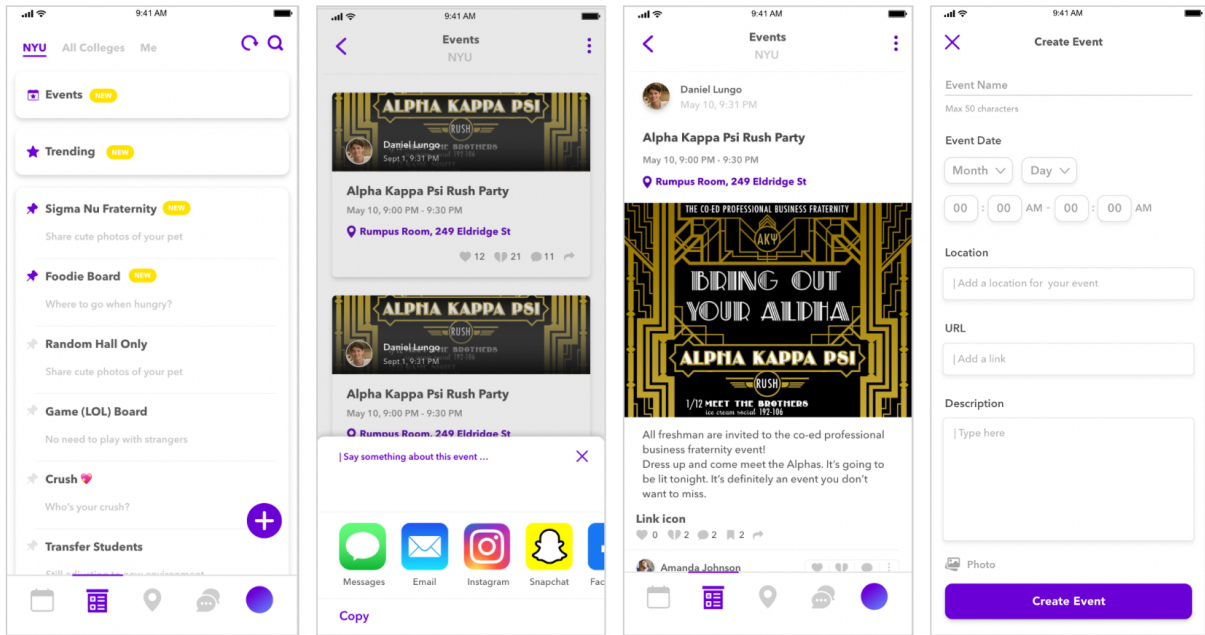 9:41 AM
NYU All Colleges Me
Events NEW
Trending NEW
Sigma Nu Fraternity NEW
Share cute photos of your pet
Foodie Board NEW
Where to go when hungry?
Random Hall Only
Share cute photos of your pet
Game (LOL) Board
No need to play with strangers
Crush 💖
Who's your crush?
Transfer Students
9:41 AM
Events
NYU
ALPHA KAPPA PSI
RUSH
Daniel Lungo
Sept 1, 9:31 PM
Alpha Kappa Psi Rush Party
May 10, 9:00 PM - 9:30 PM
Rumpus Room, 249 Eldridge St
12 21 11
ALPHA KAPPA PSI
RUSH
Daniel Lungo
Sept 1, 9:31 PM
Alpha Kappa Psi Rush Party
May 10, 9:00 PM - 9:30 PM
Rumpus Room, 249 Eldridge St
| Say something about this event ...
Messages Email Instagram Snapchat Fac
Copy
9:41 AM
Events
NYU
Daniel Lungo
May 10, 9:31 PM
Alpha Kappa Psi Rush Party
May 10, 9:00 PM - 9:30 PM
Rumpus Room, 249 Eldridge St
THE CO-ED PROFESSIONAL BUSINESS FRATERNITY
ΑΚΨ
BRING OUT
YOUR ALPHA
ALPHA KAPPA PSI
RUSH
1/12 MEET THE BROTHERS
ice cream social 192-106
All freshman are invited to the co-ed professional
business fraternity event!
Dress up and come meet the Alphas. It's going to
be lit tonight. It's definitely an event you don't
want to miss.
Link icon
0 2 2 2
Amanda Johnson
9:41 AM
Create Event
Event Name
Max 50 characters
Event Date
Month Day
00 : 00 AM - 00 : 00 AM
Location
| Add a location for your event
URL
| Add a link
Description
| Type here
Photo
Create Event